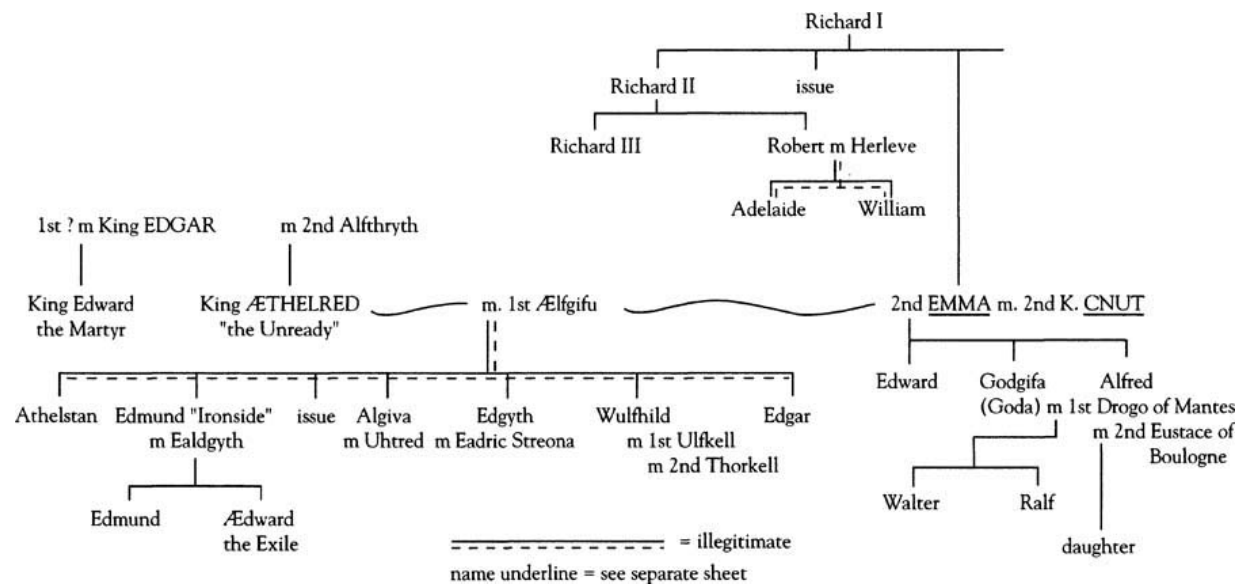 Richard I
Richard II issue
Richard III Robert m Herleve
Adelaide William
1st ? m King EDGAR m 2nd Alfthryth
King Edward
the Martyr
King ÆTHELRED
"the Unready"
m. 1st Ælfgifu
2nd EMMA m. 2nd K. CNUT
Edward Godgifa Alfred
(Goda) m 1st Drogo of Mantes
m 2nd Eustace of
Boulogne
Athelstan
Edmund "Ironside"
m Ealdgyth
issue
Algiva
m Uhtred
Edgyth
m Eadric Streona
Wulfhild
m 1st Ulfkell
m 2nd Thorkell
Edgar
Walter Ralf
Edmund
Ædward
the Exile
daughter
= illegitimate
name underline = see separate sheet